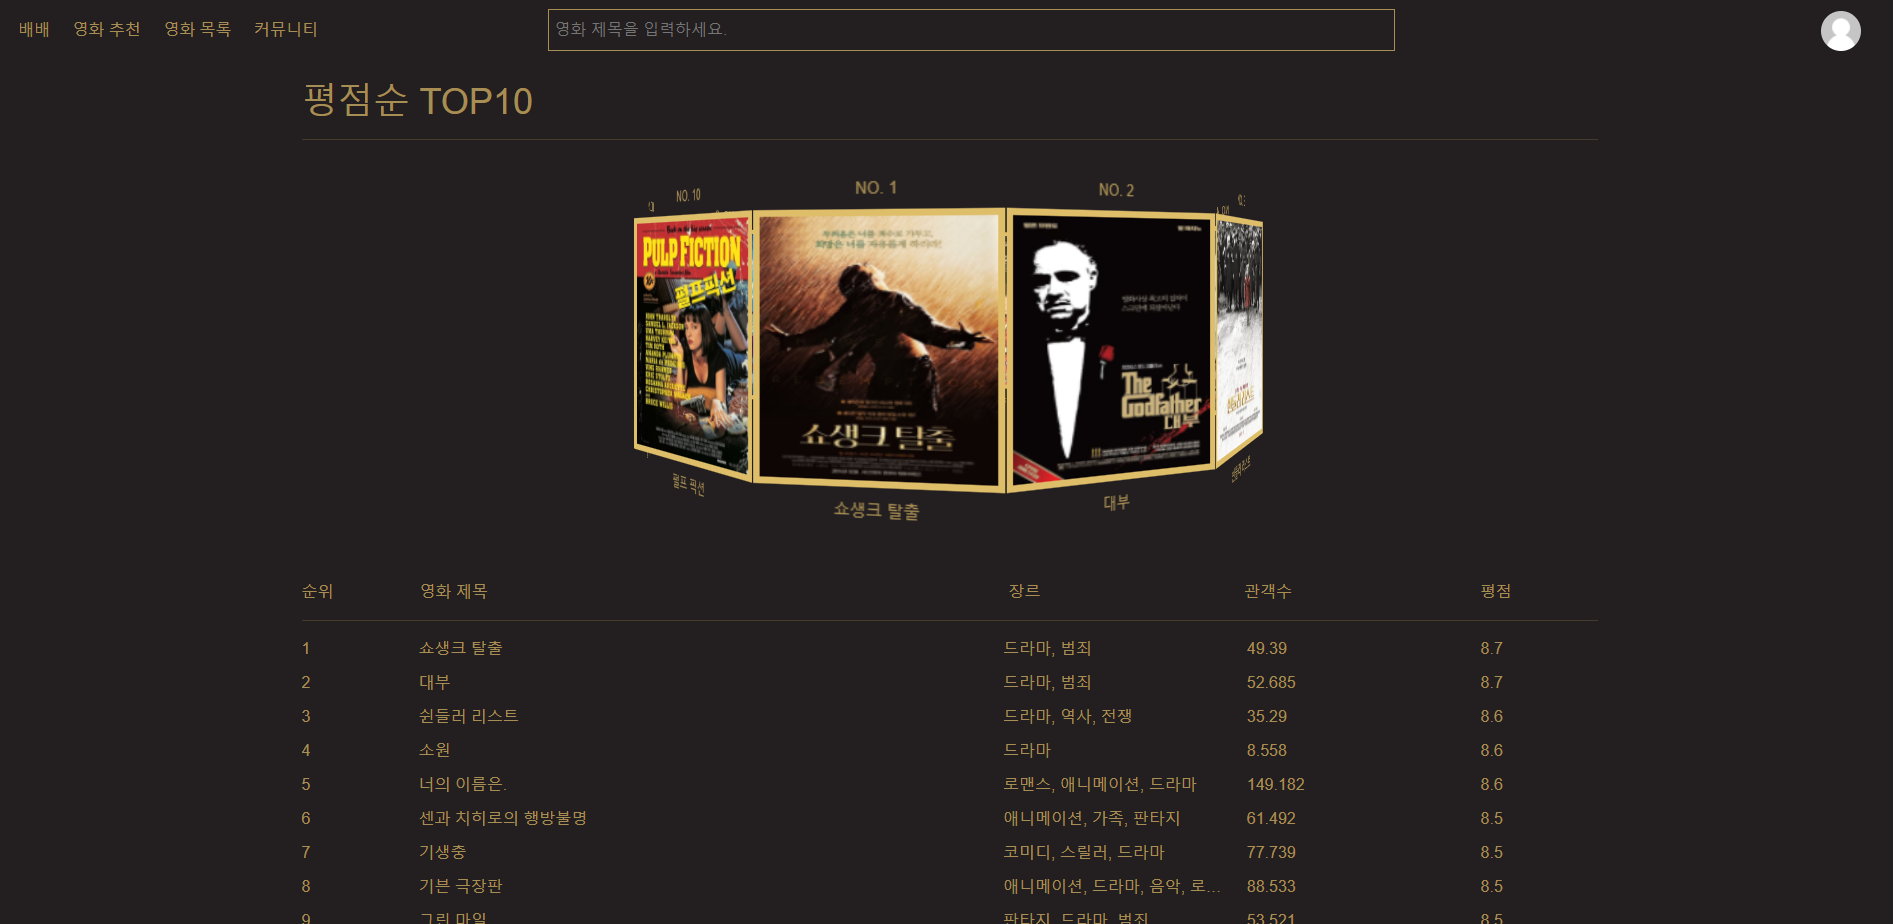 배배 영화 추천 영화 목록 커뮤니티
영화 제목을 입력하세요.
평점순 TOP10
NO. 10
NO. 1
NO. 2
PULP FICTION
펄프픽션
쇼생크 탈출
The
Godfather
대부
펄프 픽션
쇼생크 탈출
대부
순위 영화 제목 장르 관객수 평점
1 쇼생크 탈출 드라마, 범죄 49.39 8.7
2 대부 드라마, 범죄 52.685 8.7
3 쉰들러 리스트 드라마, 역사, 전쟁 35.29 8.6
4 소원 드라마 8.558 8.6
5 너의 이름은. 로맨스, 애니메이션, 드라마 149.182 8.6
6 센과 치히로의 행방불명 애니메이션, 가족, 판타지 61.492 8.5
7 기생충 코미디, 스릴러, 드라마 77.739 8.5
8 기븐 극장판 애니메이션, 드라마, 음악, 로... 88.533 8.5
9 그린 마일 판타지, 드라마, 범죄 53.521 8.5